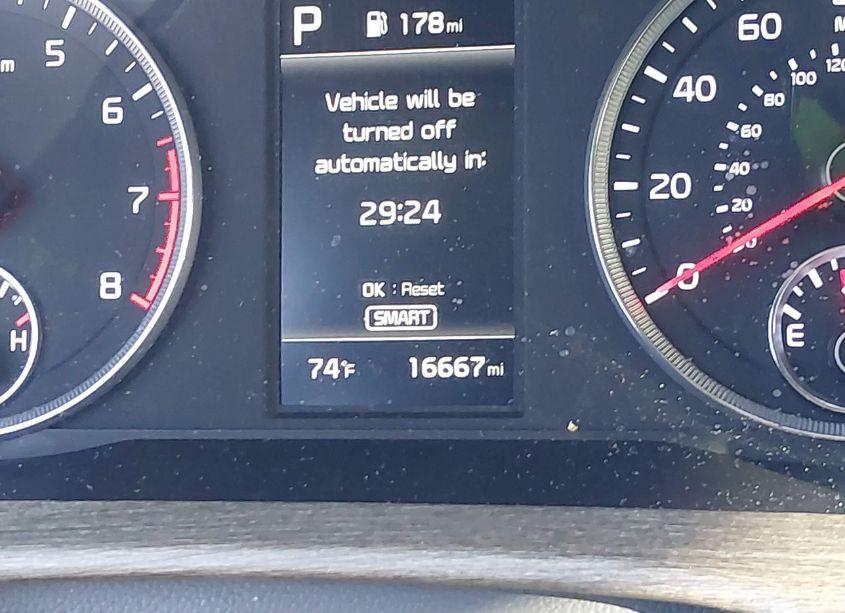 P 178mi
Vehicle will be
turned off
automatically in:
29:24
OK : Reset
SMART
74°F 16667mi
5
6
7
8
H
60
40
20
0
120
100
80
60
40
20
E